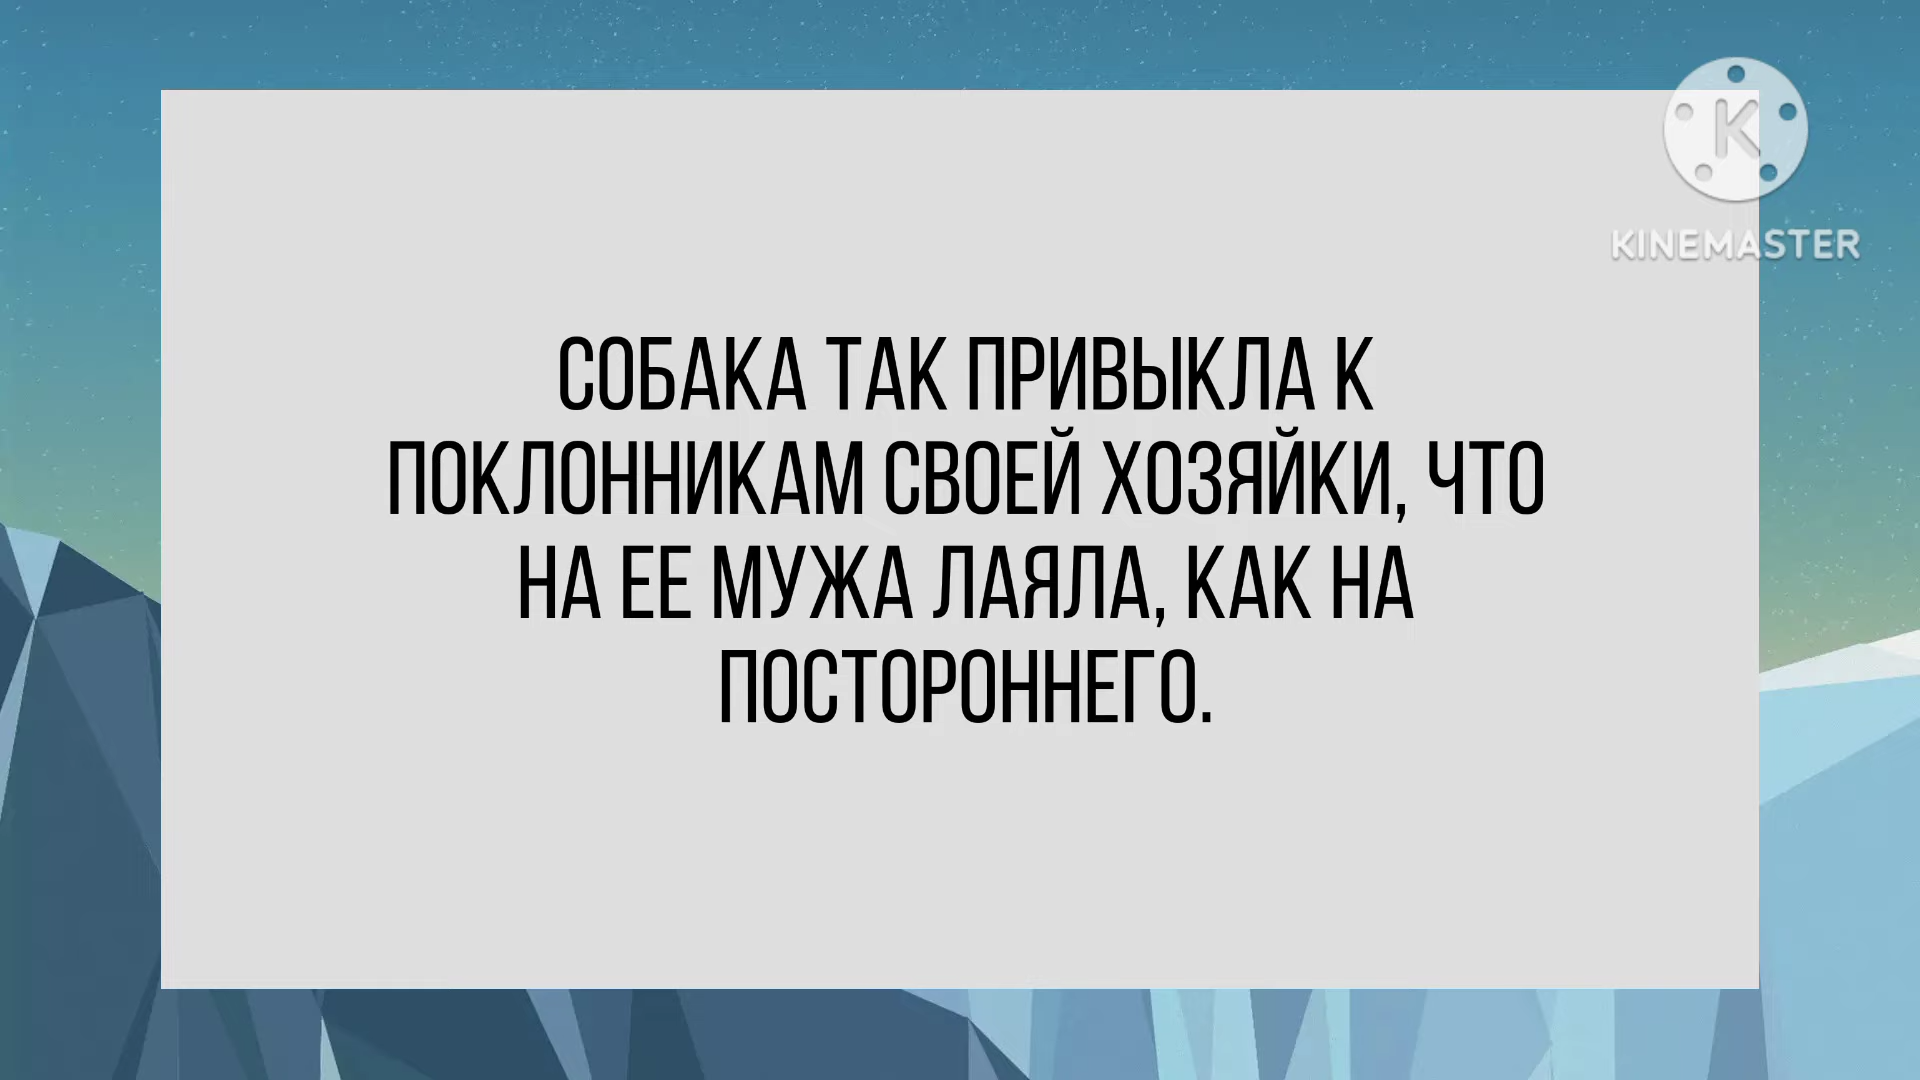 K
KINEMASTER
СОБАКА ТАК ПРИВЫКЛА К
ПОКЛОННИКАМ СВОЕЙ ХОЗЯЙКИ, ЧТО
НА ЕЕ МУЖА ЛАЯЛА, КАК НА
ПОСТОРОННЕГО.